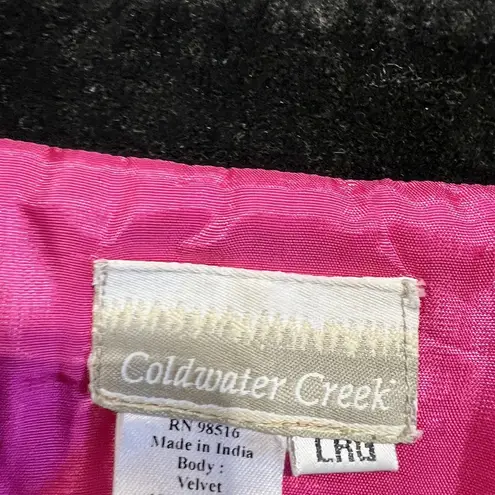 Coldwater Creek
RN 98516
Made in India
Body :
Velvet
LRG